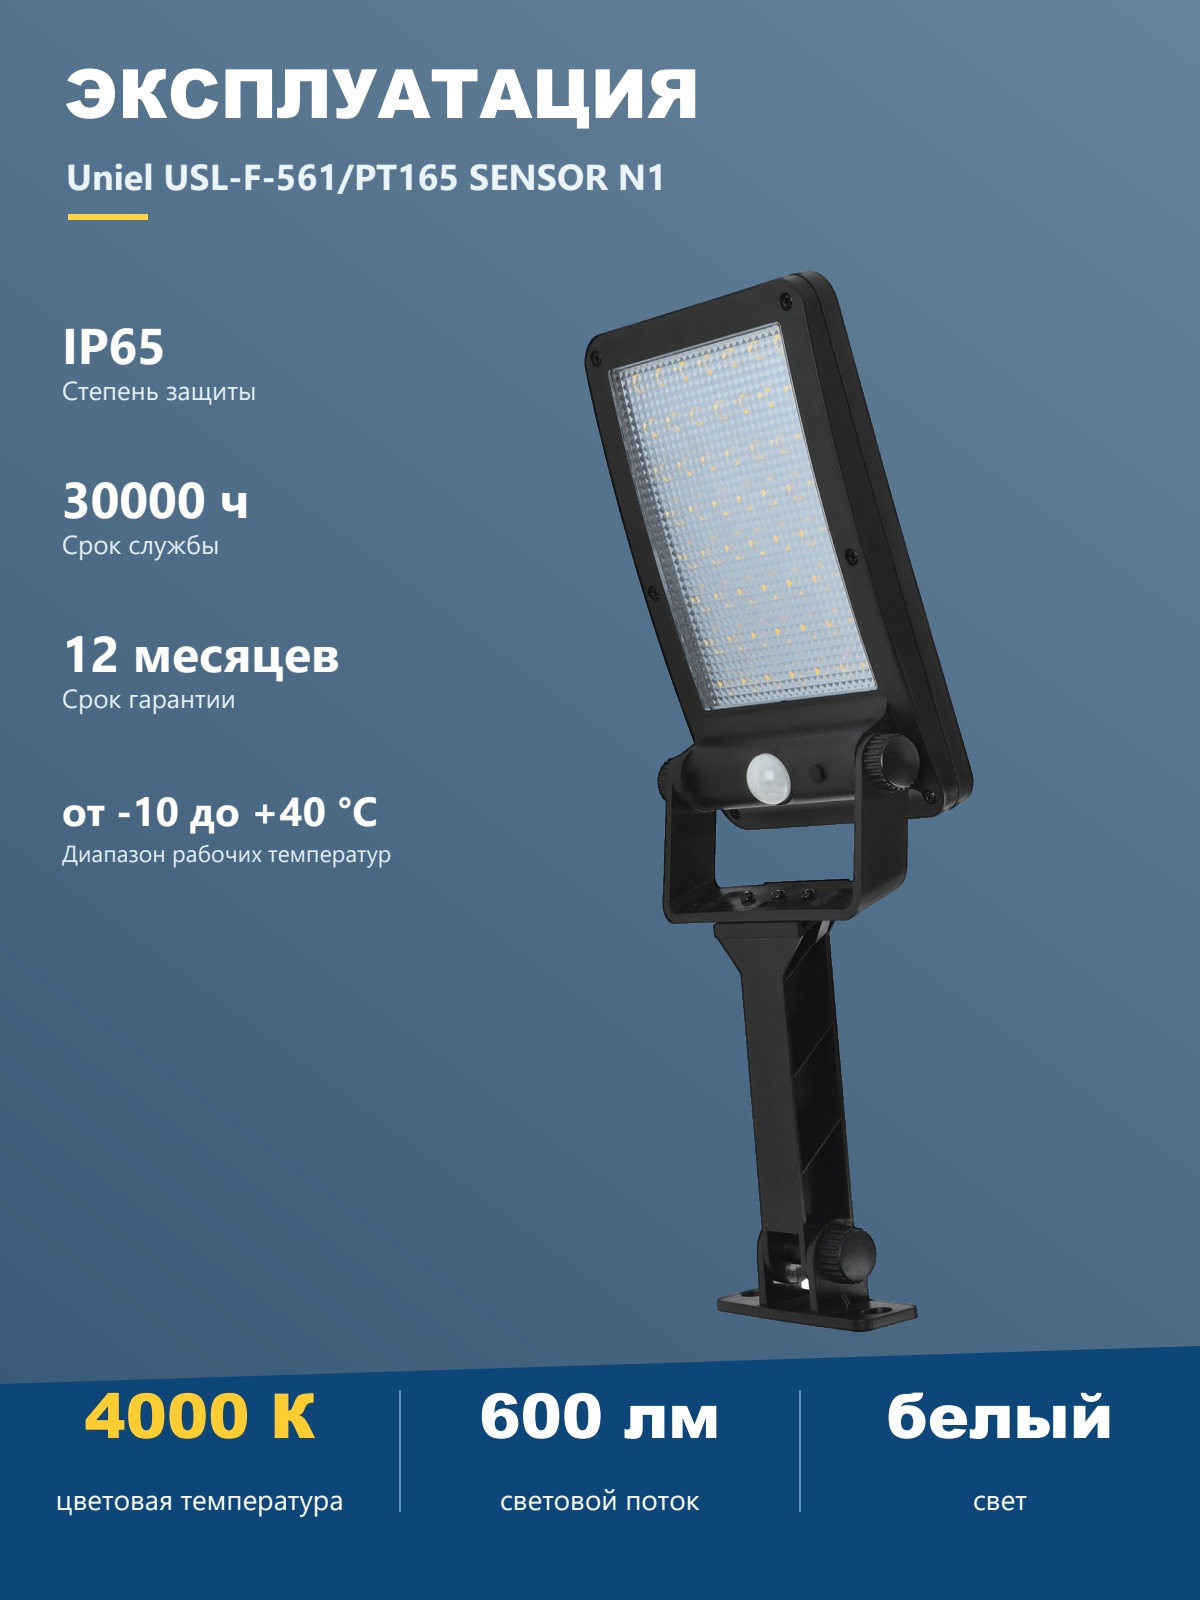 ЭКСПЛУАТАЦИЯ
Uniel USL-F-561/PT165 SENSOR N1
IP65
Степень защиты
30000 ч
Срок службы
12 месяцев
Срок гарантии
от -10 до +40 °C
Диапазон рабочих температур
4000 К
цветовая температура
600 лм
световой поток
белый
свет